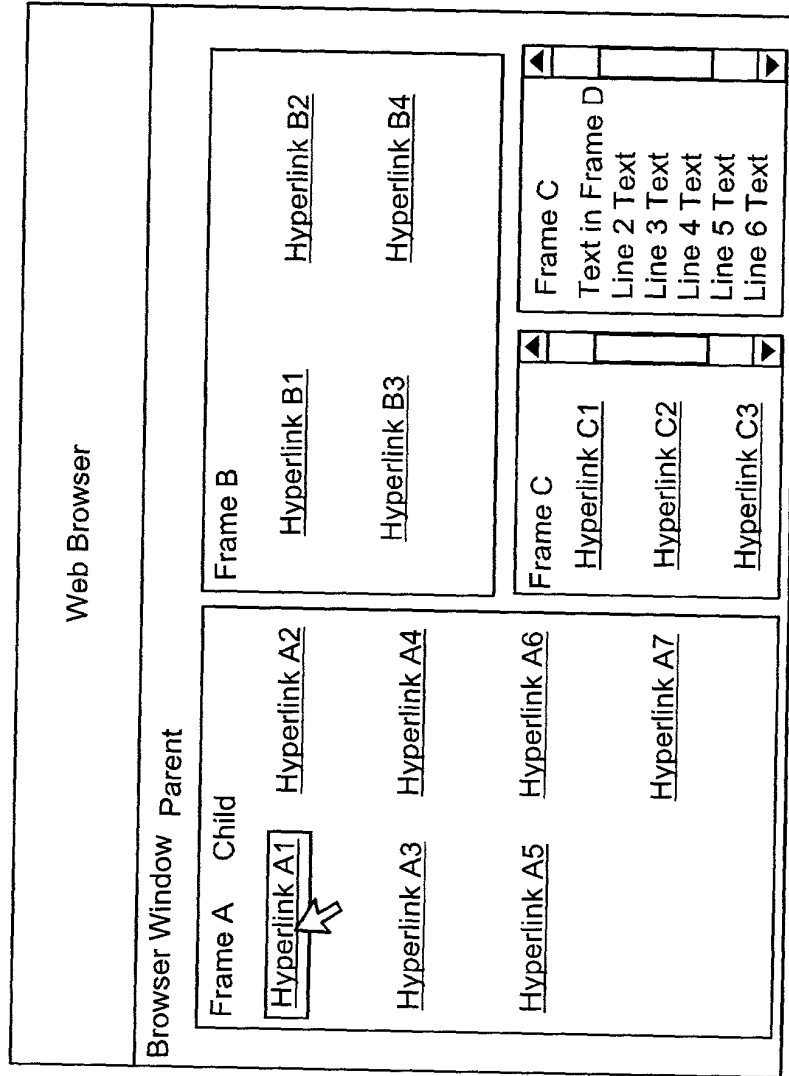 Web Browser
Browser Window Parent
Frame A Child
Hyperlink A1 Hyperlink A2
Hyperlink A3 Hyperlink A4
Hyperlink A5 Hyperlink A6
Hyperlink A7
Frame B
Hyperlink B1 Hyperlink B2
Hyperlink B3 Hyperlink B4
Frame C
Hyperlink C1
Hyperlink C2
Hyperlink C3
Frame C
Text in Frame D
Line 2 Text
Line 3 Text
Line 4 Text
Line 5 Text
Line 6 Text